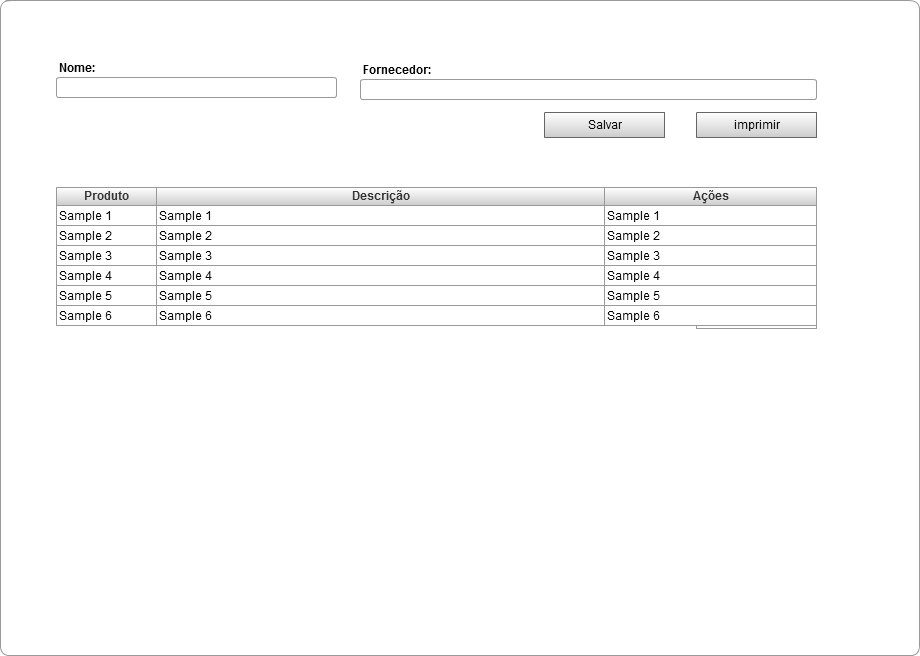 Nome:
Fornecedor:
Salvar imprimir
Produto Descrição Ações
Sample 1 Sample 1 Sample 1
Sample 2 Sample 2 Sample 2
Sample 3 Sample 3 Sample 3
Sample 4 Sample 4 Sample 4
Sample 5 Sample 5 Sample 5
Sample 6 Sample 6 Sample 6